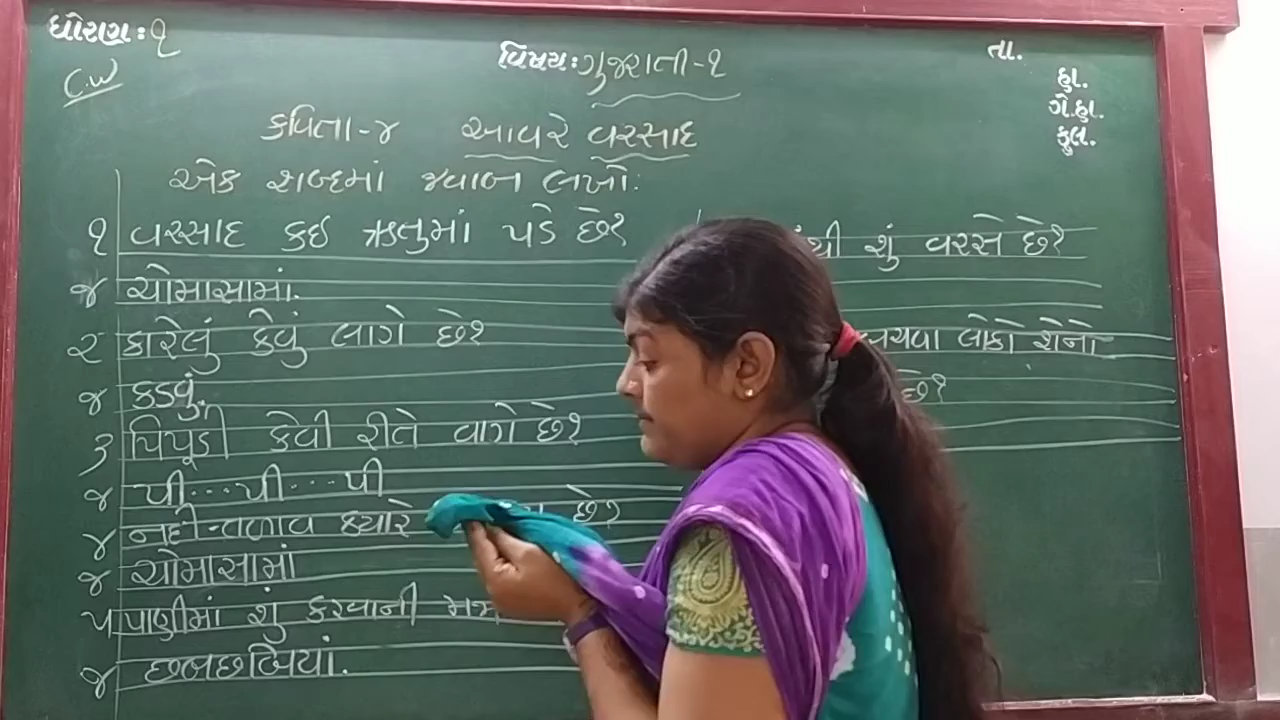 ધોરણ: ૧
C.W
વિષય: ગુજરાતી-૧
તા.
હા.
ગે.હા.
કુલ.
કવિતા-૪ આવરે વરસાદ
એક શબ્દમાં જવાબ લખો:
૧ વરસાદ કઇ ઋતુમાં પડે છે?
જ ચોમાસામાં.
૨ કારેલું કેવું લાગે છે?
જ કડવું.
૩ પિપૂડી કેવી રીતે વાગે છે?
જ પી...પી...પી
૪ નદી-તળાવ ક્યારે છે?
જ ચોમાસામાં
૫ પાણીમાં શું કરવાની
જ છબછબિયાં.
શું વરસે છે?
લોકો શેનો
છે?